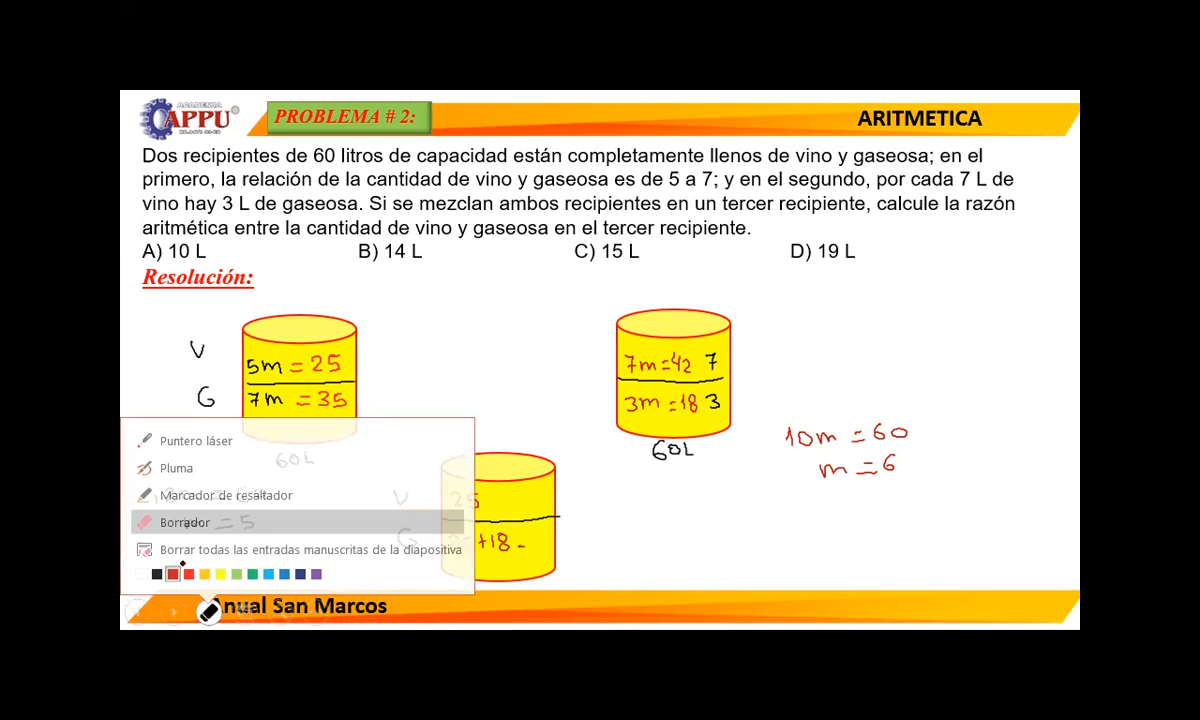 ACADEMIA
APPU
PROBLEMA # 2:
ARITMETICA
Dos recipientes de 60 litros de capacidad están completamente llenos de vino y gaseosa; en el
primero, la relación de la cantidad de vino y gaseosa es de 5 a 7; y en el segundo, por cada 7 L de
vino hay 3 L de gaseosa. Si se mezclan ambos recipientes en un tercer recipiente, calcule la razón
aritmética entre la cantidad de vino y gaseosa en el tercer recipiente.
A) 10 L B) 14 L C) 15 L D) 19 L
Resolución:
V 5m = 25
G 7m = 35
60L
7m=42 7
3m =18 3
60L
10m = 60
m = 6
V 25
G +18 =
= 5
Puntero láser
Pluma
Marcador de resaltador
Borrador
Borrar todas las entradas manuscritas de la diapositiva
Anual San Marcos